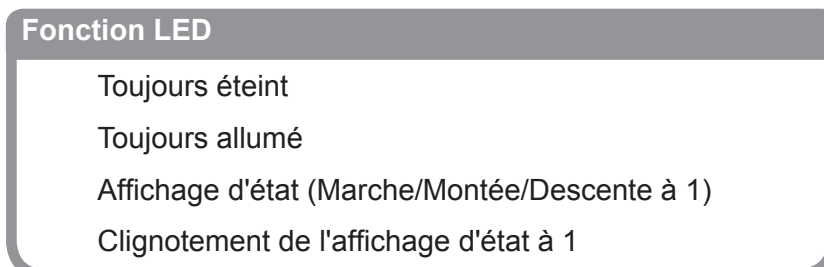 Fonction LED
Toujours éteint
Toujours allumé
Affichage d'état (Marche/Montée/Descente à 1)
Clignotement de l'affichage d'état à 1